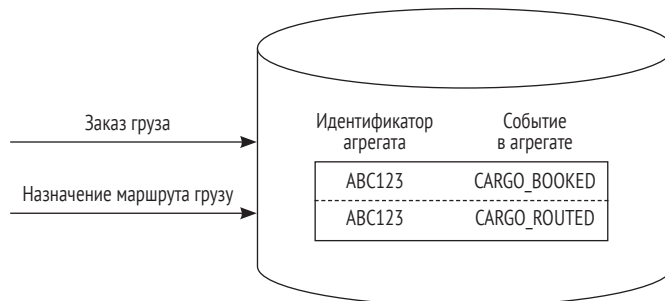 Заказ груза
Назначение маршрута грузу
Идентификатор
агрегата
Событие
в агрегате
ABC123 CARGO_BOOKED
ABC123 CARGO_ROUTED